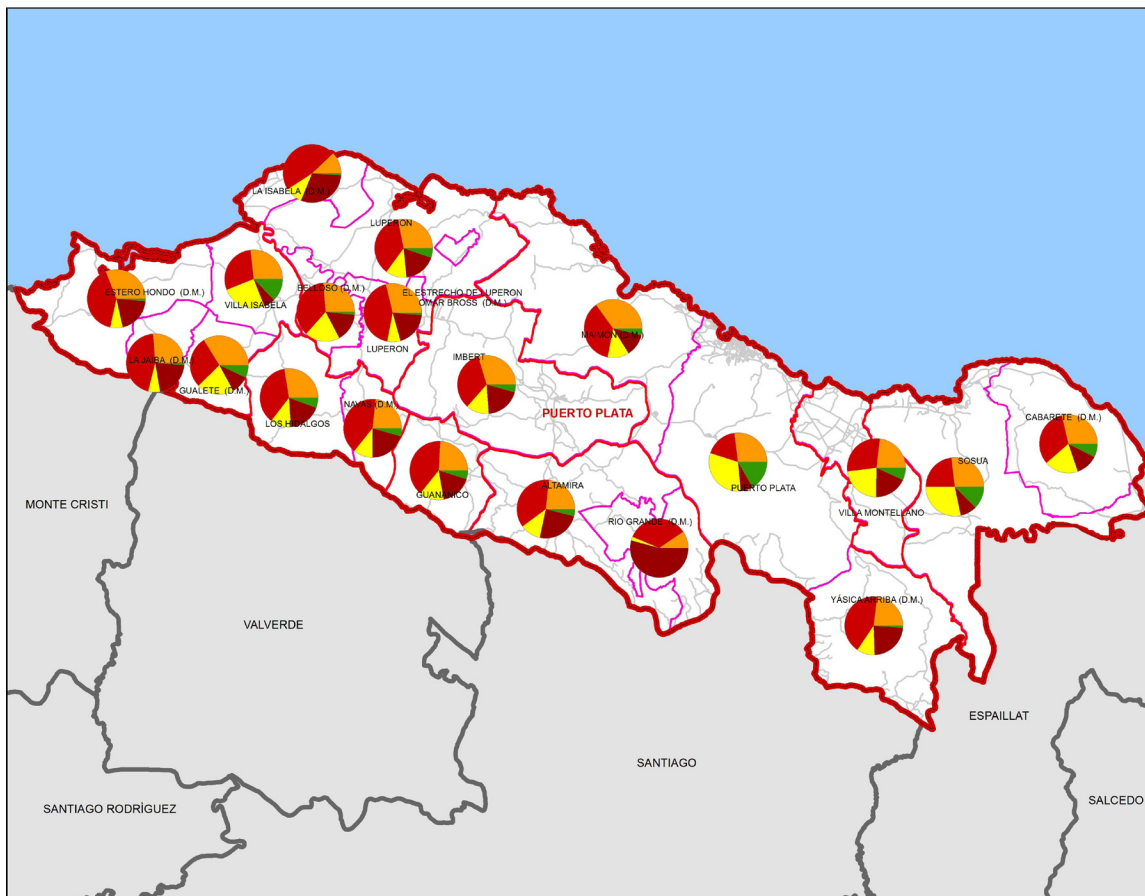 LA ISABELA (D.M.)
LUPERON
ESTERO HONDO (D.M.)
VILLA ISABELA
BELLOSO (D.M.)
EL ESTRECHO DE LUPERON
OMAR BROSS (D.M.)
LUPERON
MAIMON (D.M.)
IMBERT
LA JAIBA (D.M.)
GUALETE (D.M.)
LOS HIDALGOS
NAVAS (D.M.)
PUERTO PLATA
CABARETE (D.M.)
SOSUA
PUERTO PLATA
GUANANICO
ALTAMIRA
VILLA MONTELLANO
RIO GRANDE (D.M.)
MONTE CRISTI
YÁSICA ARRIBA (D.M.)
VALVERDE
ESPAILLAT
SANTIAGO
SANTIAGO RODRÍGUEZ
SALCEDO